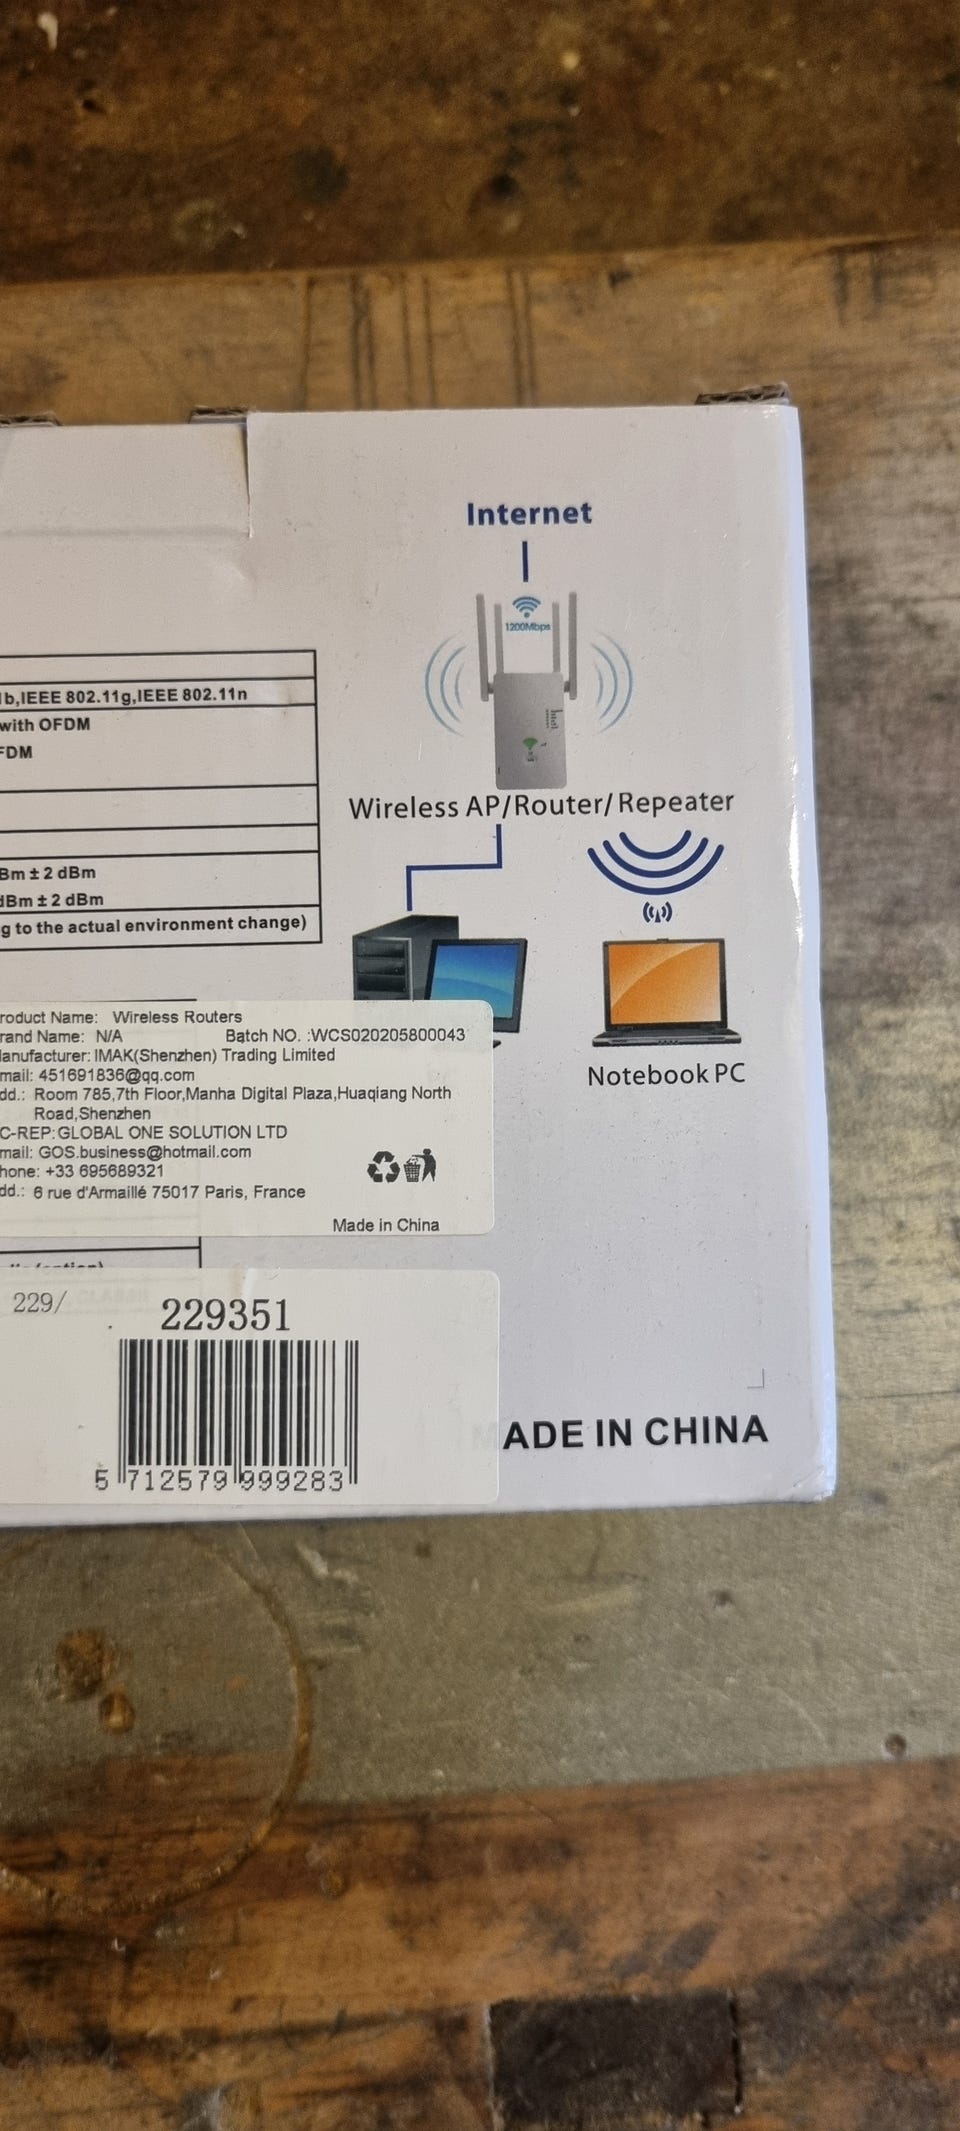 Internet
1200Mbps
b,IEEE 802.11g,IEEE 802.11n
with OFDM
FDM
Wireless AP/Router/Repeater
Bm ± 2 dBm
dBm ± 2 dBm
g to the actual environment change)
roduct Name: Wireless Routers
rand Name: N/A Batch NO. :WCS020205800043
anufacturer: IMAK(Shenzhen) Trading Limited
mail: 451691836@qq.com
dd.: Room 785,7th Floor,Manha Digital Plaza,Huaqiang North
Road,Shenzhen
C-REP:GLOBAL ONE SOLUTION LTD
mail: GOS.business@hotmail.com
hone: +33 695689321
dd.: 6 rue d'Armaillé 75017 Paris, France
Made in China
Notebook PC
229/
229351
5 712579 999283
MADE IN CHINA